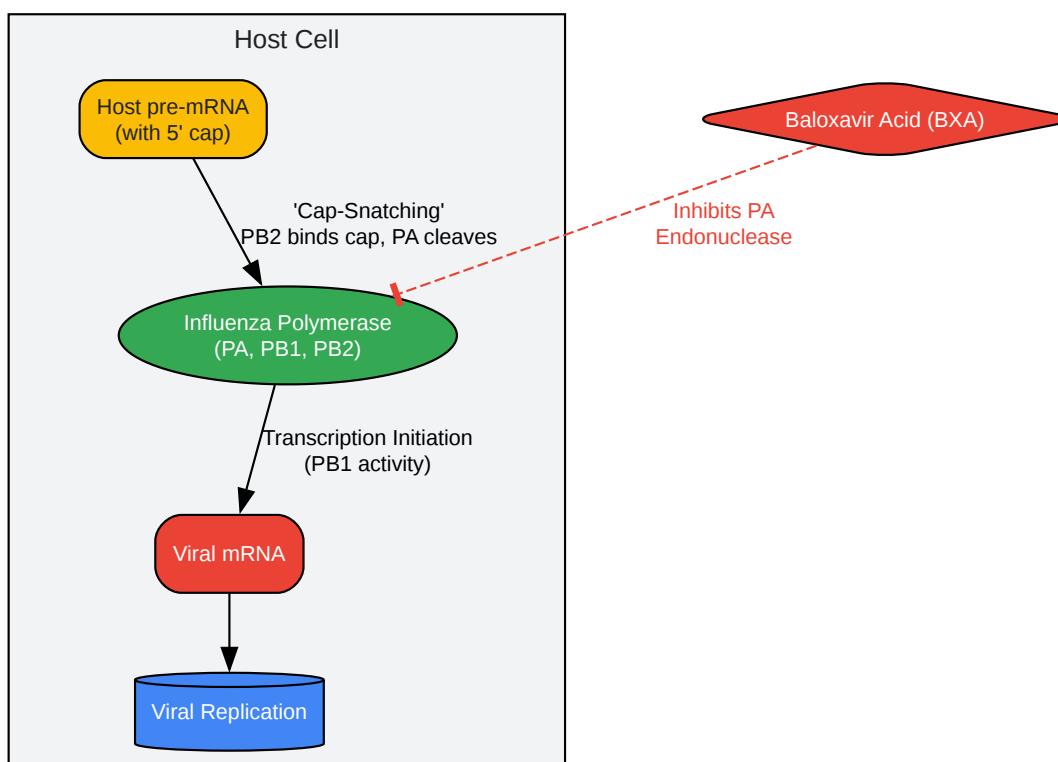 Host Cell
Host pre-mRNA
(with 5' cap)
Baloxavir Acid (BXA)
'Cap-Snatching'
PB2 binds cap, PA cleaves
Inhibits PA
Endonuclease
Influenza Polymerase
(PA, PB1, PB2)
Transcription Initiation
(PB1 activity)
Viral mRNA
Viral Replication